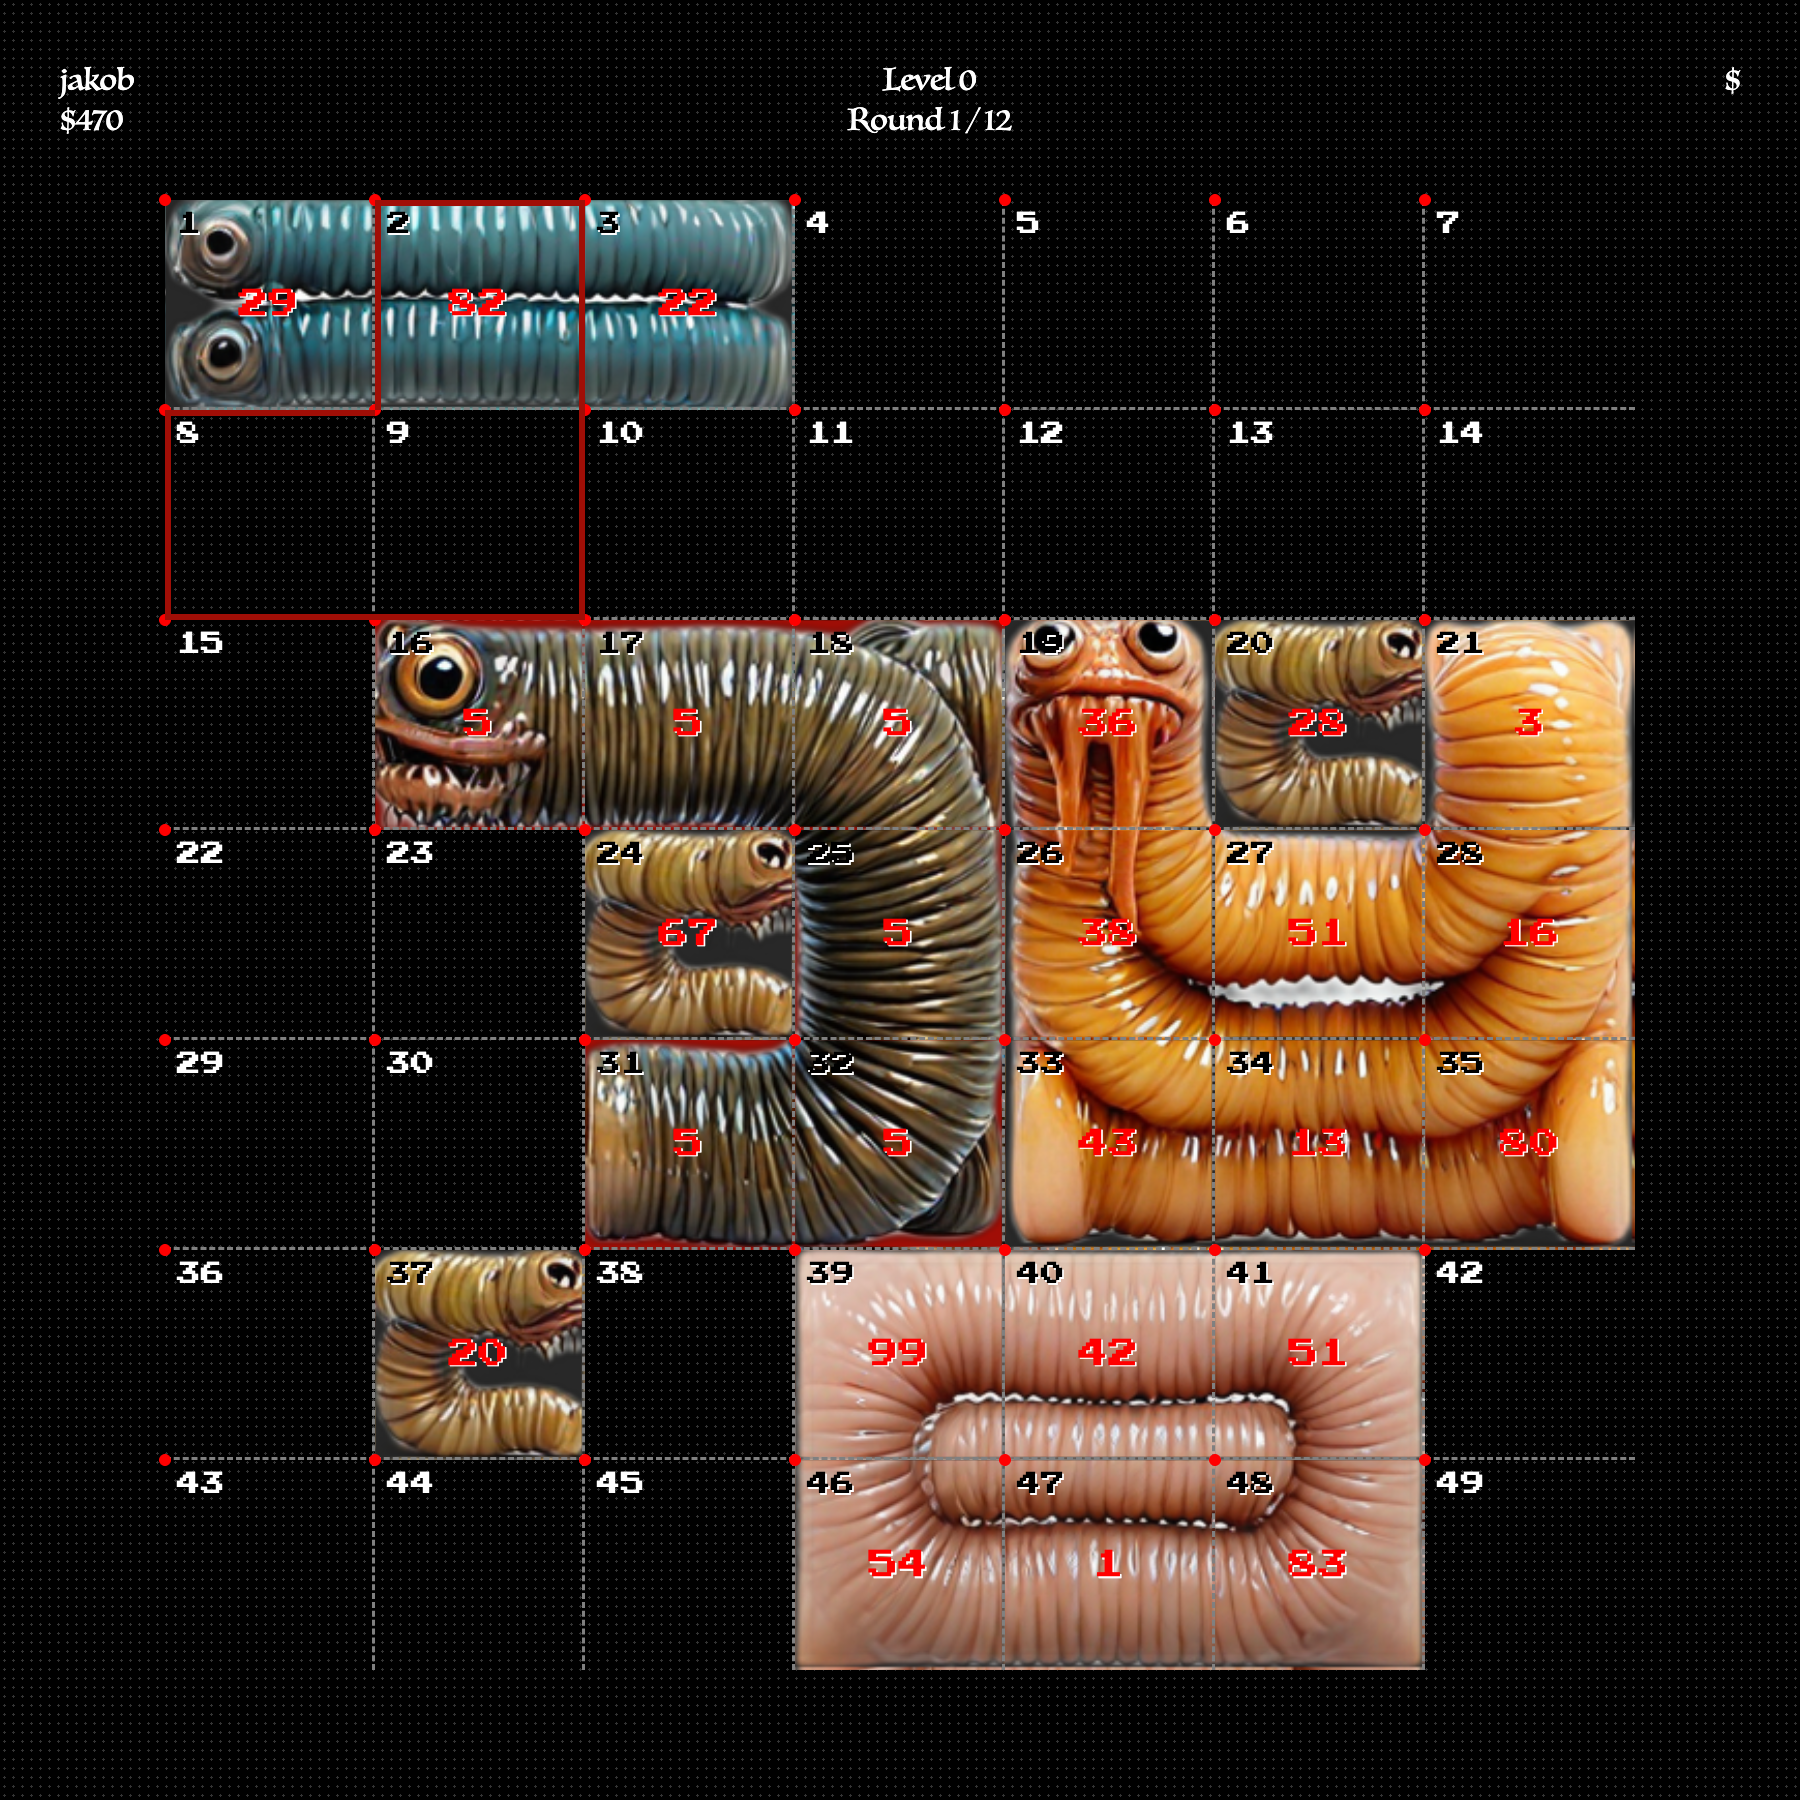 jakob
Level 0
$
$470
Round 1/12
1 2 3 4 5 6 7
29 82 22
8 9 10 11 12 13 14
15 16 17 18 19 20 21
5 5 5 36 28 3
22 23 24 25 26 27 28
67 5 38 51 16
29 30 31 32 33 34 35
5 5 43 13 80
36 37 38 39 40 41 42
20 99 42 51
43 44 45 46 47 48 49
54 1 83